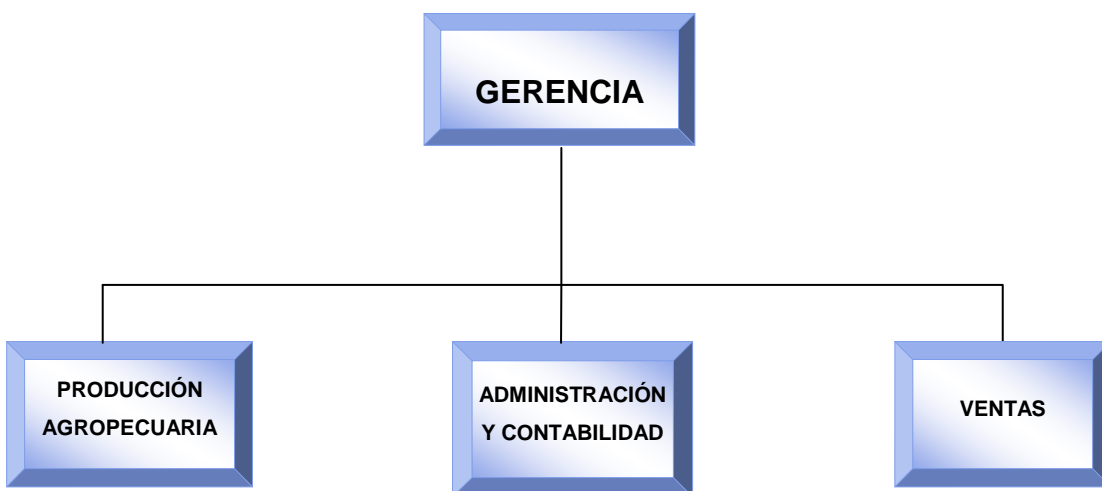 GERENCIA
PRODUCCIÓN
AGROPECUARIA
ADMINISTRACIÓN
Y CONTABILIDAD
VENTAS